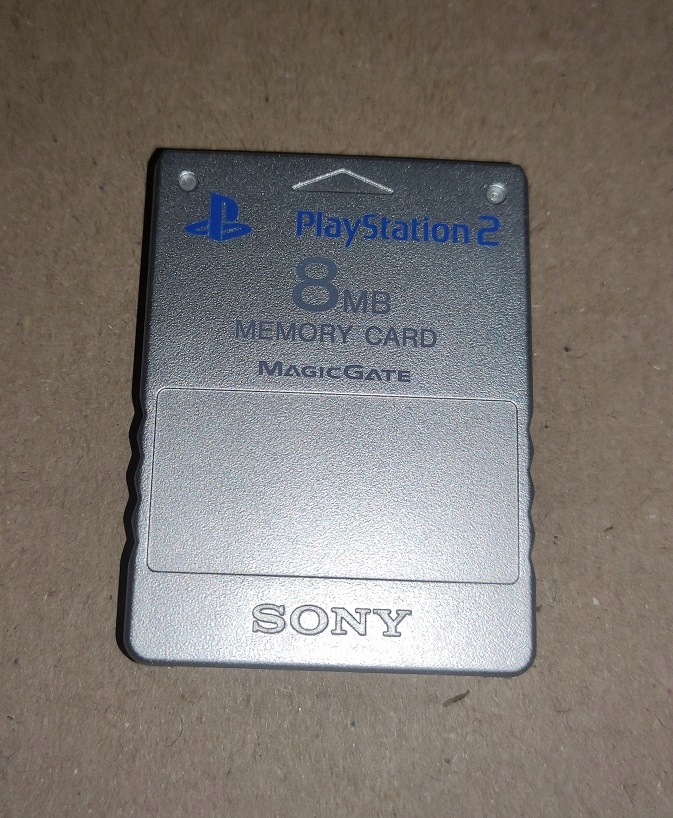 PlayStation 2
8MB
MEMORY CARD
MAGICGATE
SONY